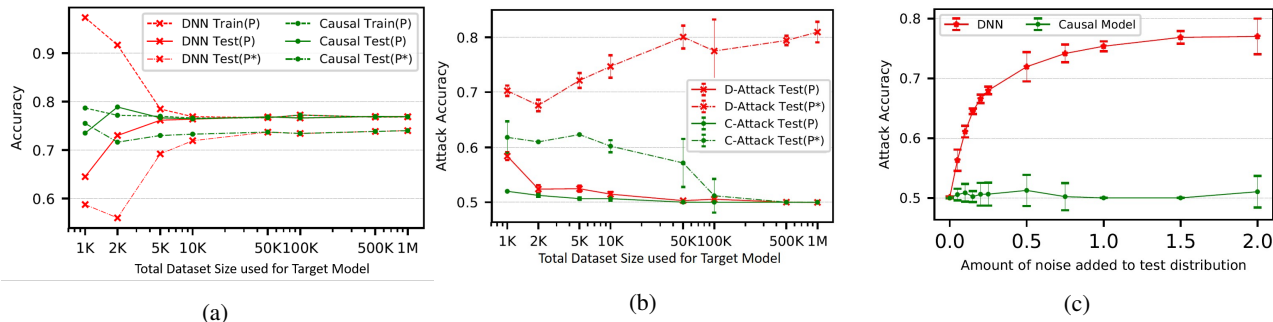 DNN Train(P)
DNN Test(P)
DNN Test(P*)
Causal Train(P)
Causal Test(P)
Causal Test(P*)
Accuracy
0.9
0.8
0.7
0.6
1K 2K 5K 10K 50K 100K 500K 1M
Total Dataset Size used for Target Model
(a)
D-Attack Test(P)
D-Attack Test(P*)
C-Attack Test(P)
C-Attack Test(P*)
Attack Accuracy
0.8
0.7
0.6
0.5
1K 2K 5K 10K 50K 100K 500K 1M
Total Dataset Size used for Target Model
(b)
DNN Causal Model
Attack Accuracy
0.8
0.7
0.6
0.5
0.0 0.5 1.0 1.5 2.0
Amount of noise added to test distribution
(c)